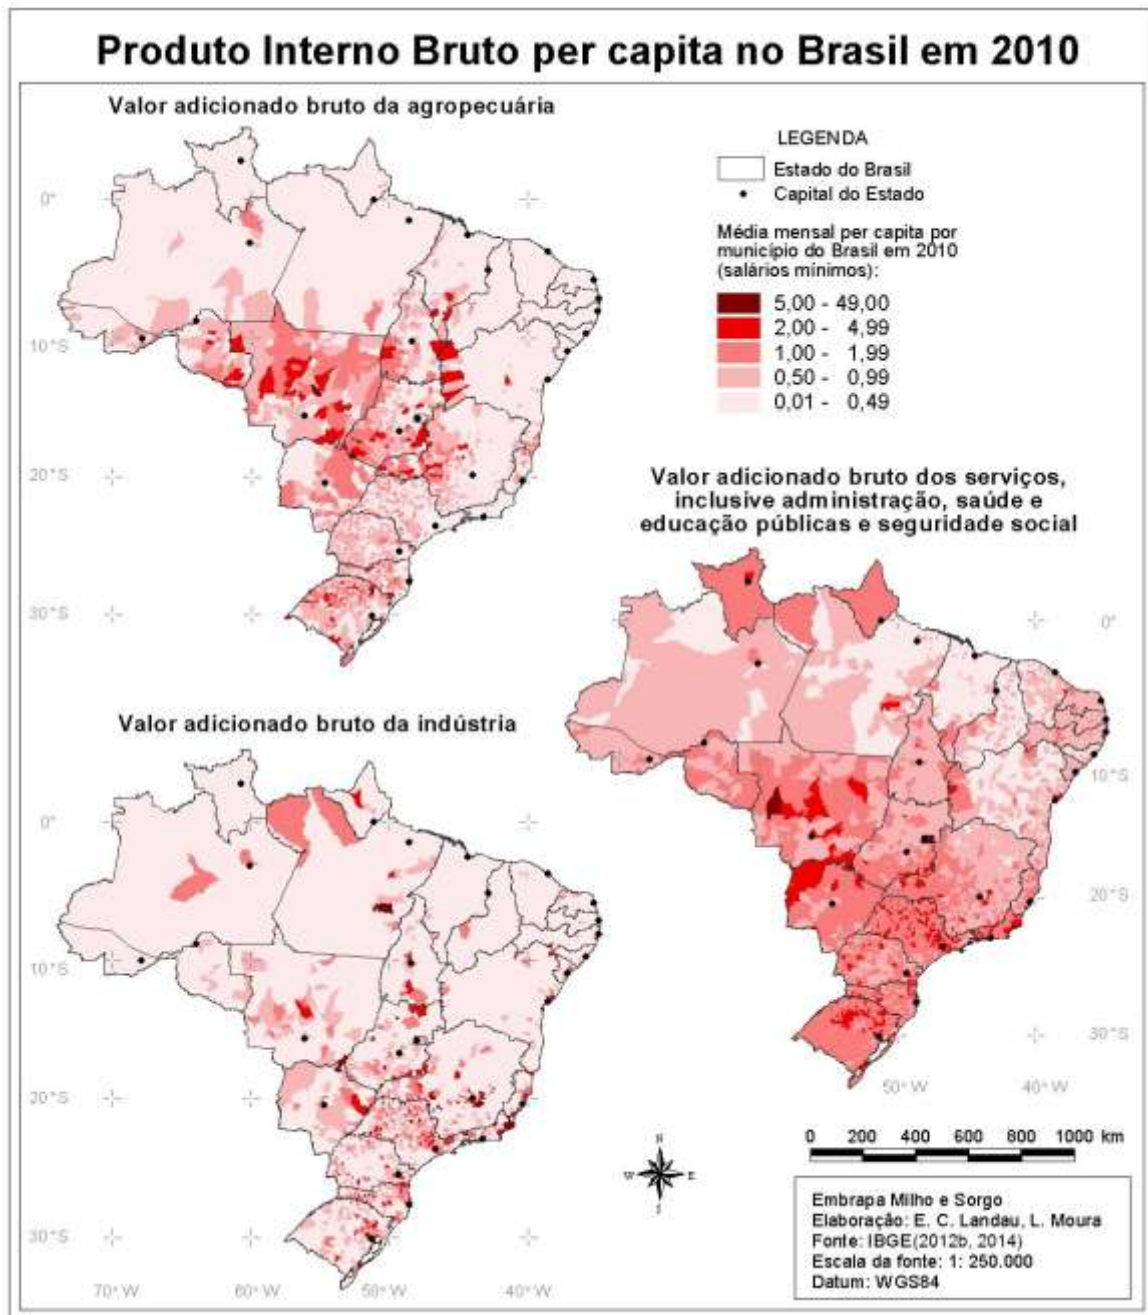 Produto Interno Bruto per capita no Brasil em 2010
Valor adicionado bruto da agropecuária
LEGENDA
Estado do Brasil
Capital do Estado
Média mensal per capita por
município do Brasil em 2010
(salários mínimos):
5,00 - 49,00
2,00 - 4,99
1,00 - 1,99
0,50 - 0,99
0,01 - 0,49
0°
10°S
20°S
30°S
Valor adicionado bruto dos serviços,
inclusive administração, saúde e
educação públicas e seguridade social
0°
10°S
20°S
30°S
50°W
40°W
Valor adicionado bruto da indústria
0°
10°S
20°S
30°S
70°W
60°W
50°W
40°W
N
W
E
S
0 200 400 600 800 1000 km
Embrapa Milho e Sorgo
Elaboração: E. C. Landau, L. Moura
Fonte: IBGE(2012b, 2014)
Escala da fonte: 1: 250.000
Datum: WGS84